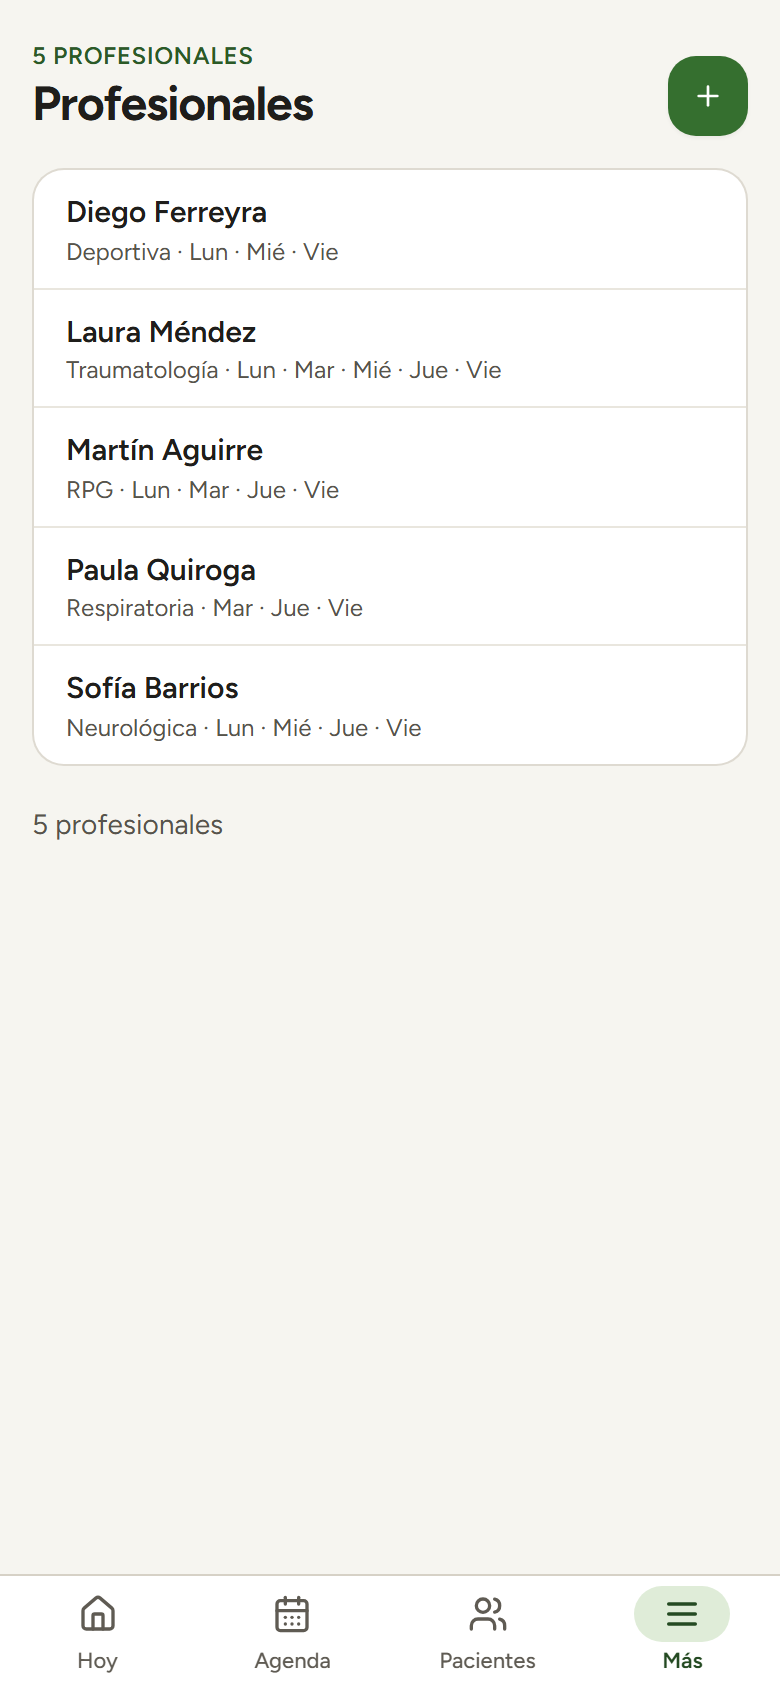 5 PROFESIONALES
Profesionales
Diego Ferreyra
Deportiva · Lun · Mié · Vie
Laura Méndez
Traumatología · Lun · Mar · Mié · Jue · Vie
Martín Aguirre
RPG · Lun · Mar · Jue · Vie
Paula Quiroga
Respiratoria · Mar · Jue · Vie
Sofía Barrios
Neurológica · Lun · Mié · Jue · Vie
5 profesionales
Hoy
Agenda
Pacientes
Más